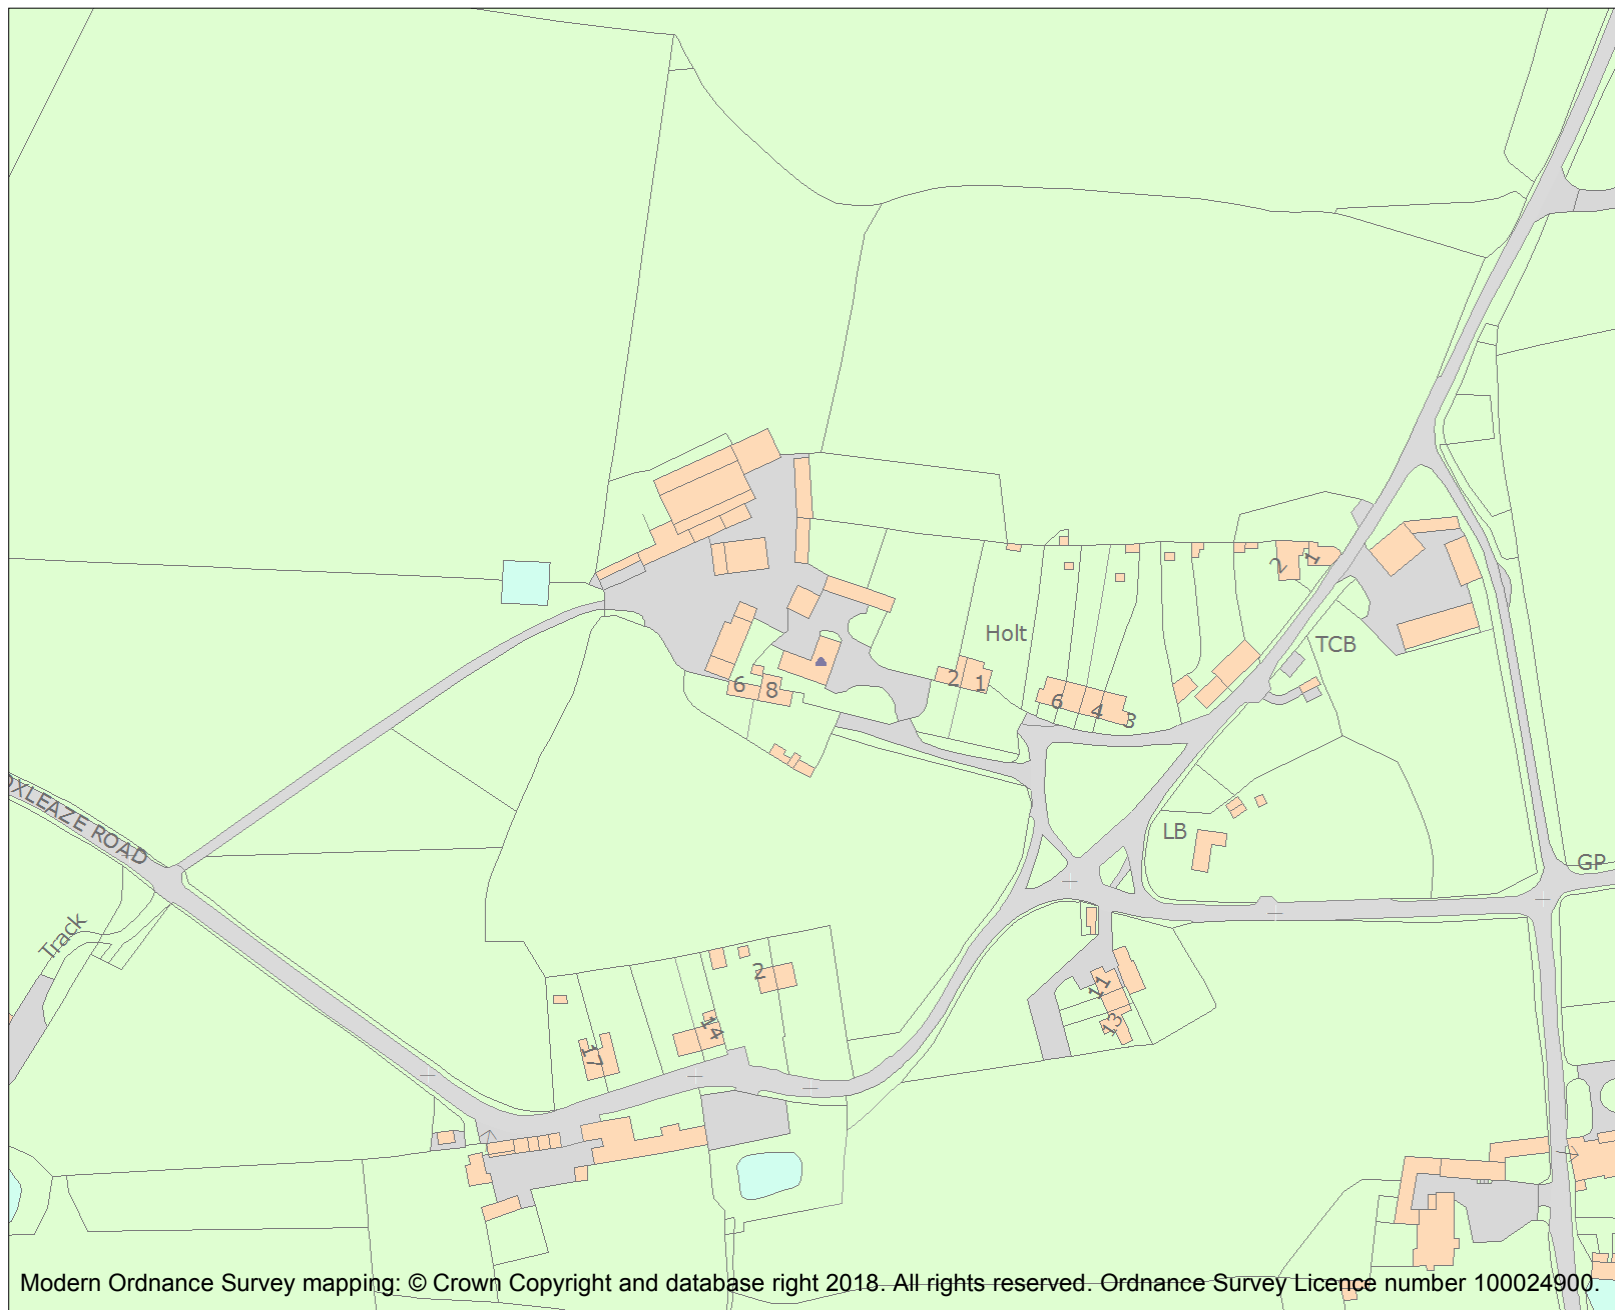 2
1
TCB
Holt
2
1
6
8
6
4
3
OXLEAZE ROAD
LB
GP
Track
2
11
14
13
17
Modern Ordnance Survey mapping: © Crown Copyright and database right 2018. All rights reserved. Ordnance Survey Licence number 100024900.